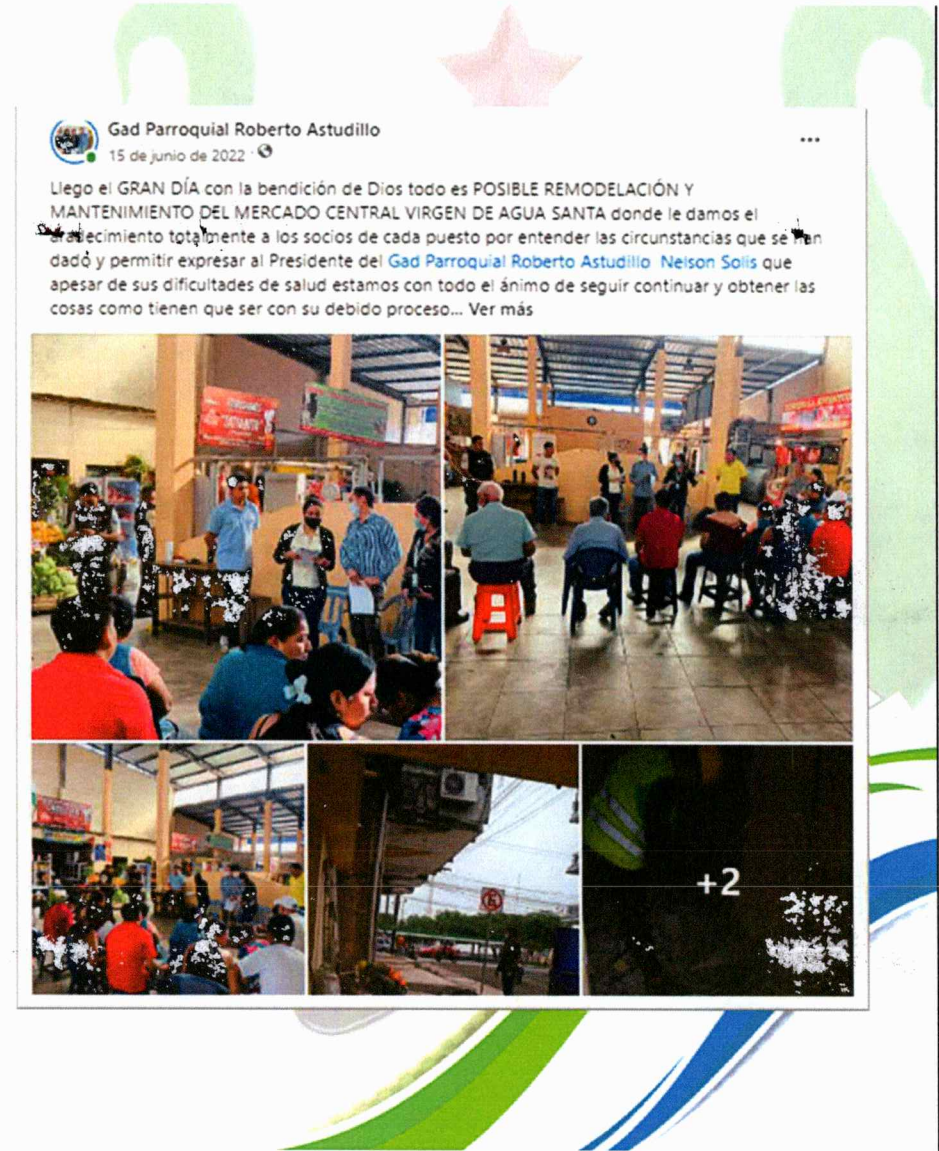 Gad Parroquial Roberto Astudillo
15 de junio de 2022 ·
Llego el GRAN DÍA con la bendición de Dios todo es POSIBLE REMODELACIÓN Y
MANTENIMIENTO DEL MERCADO CENTRAL VIRGEN DE AGUA SANTA donde le damos el
aradecimiento totalmente a los socios de cada puesto por entender las circunstancias que se han
dado y permitir expresar al Presidente del Gad Parroquial Roberto Astudillo Nelson Solis que
apesar de sus dificultades de salud estamos con todo el ánimo de seguir continuar y obtener las
cosas como tienen que ser con su debido proceso... Ver más
+2